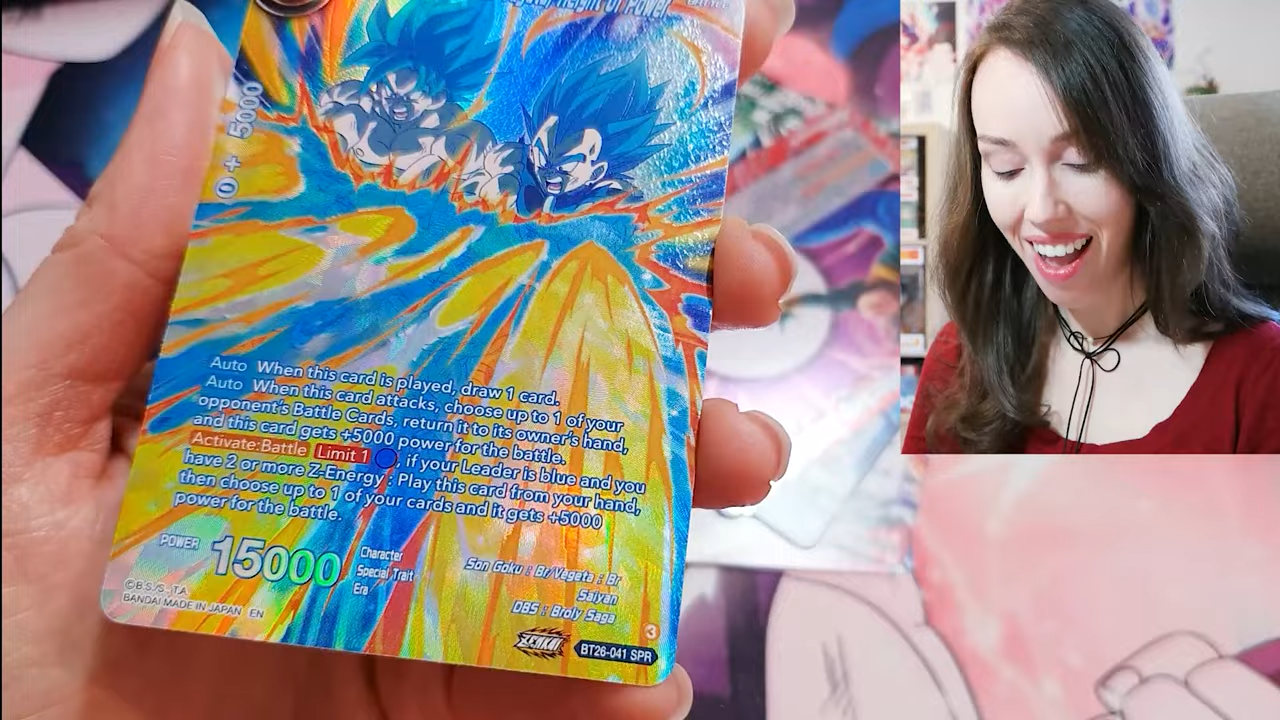 Height of Power
+ 5000
Auto When this card is played, draw 1 card.
Auto When this card attacks, choose up to 1 of your
opponent's Battle Cards, return it to its owner's hand,
and this card gets +5000 power for the battle.
Activate:Battle Limit 1 , if your Leader is blue and you
have 2 or more Z-Energy : Play this card from your hand,
then choose up to 1 of your cards and it gets +5000
power for the battle.
POWER 15000
Character Son Goku : Br/Vegeta : Br
Special Trait Saiyan
Era DBS : Broly Saga
©B.S./S., T.A.
BANDAI MADE IN JAPAN EN
3
ZENKAI
BT26-041 SPR